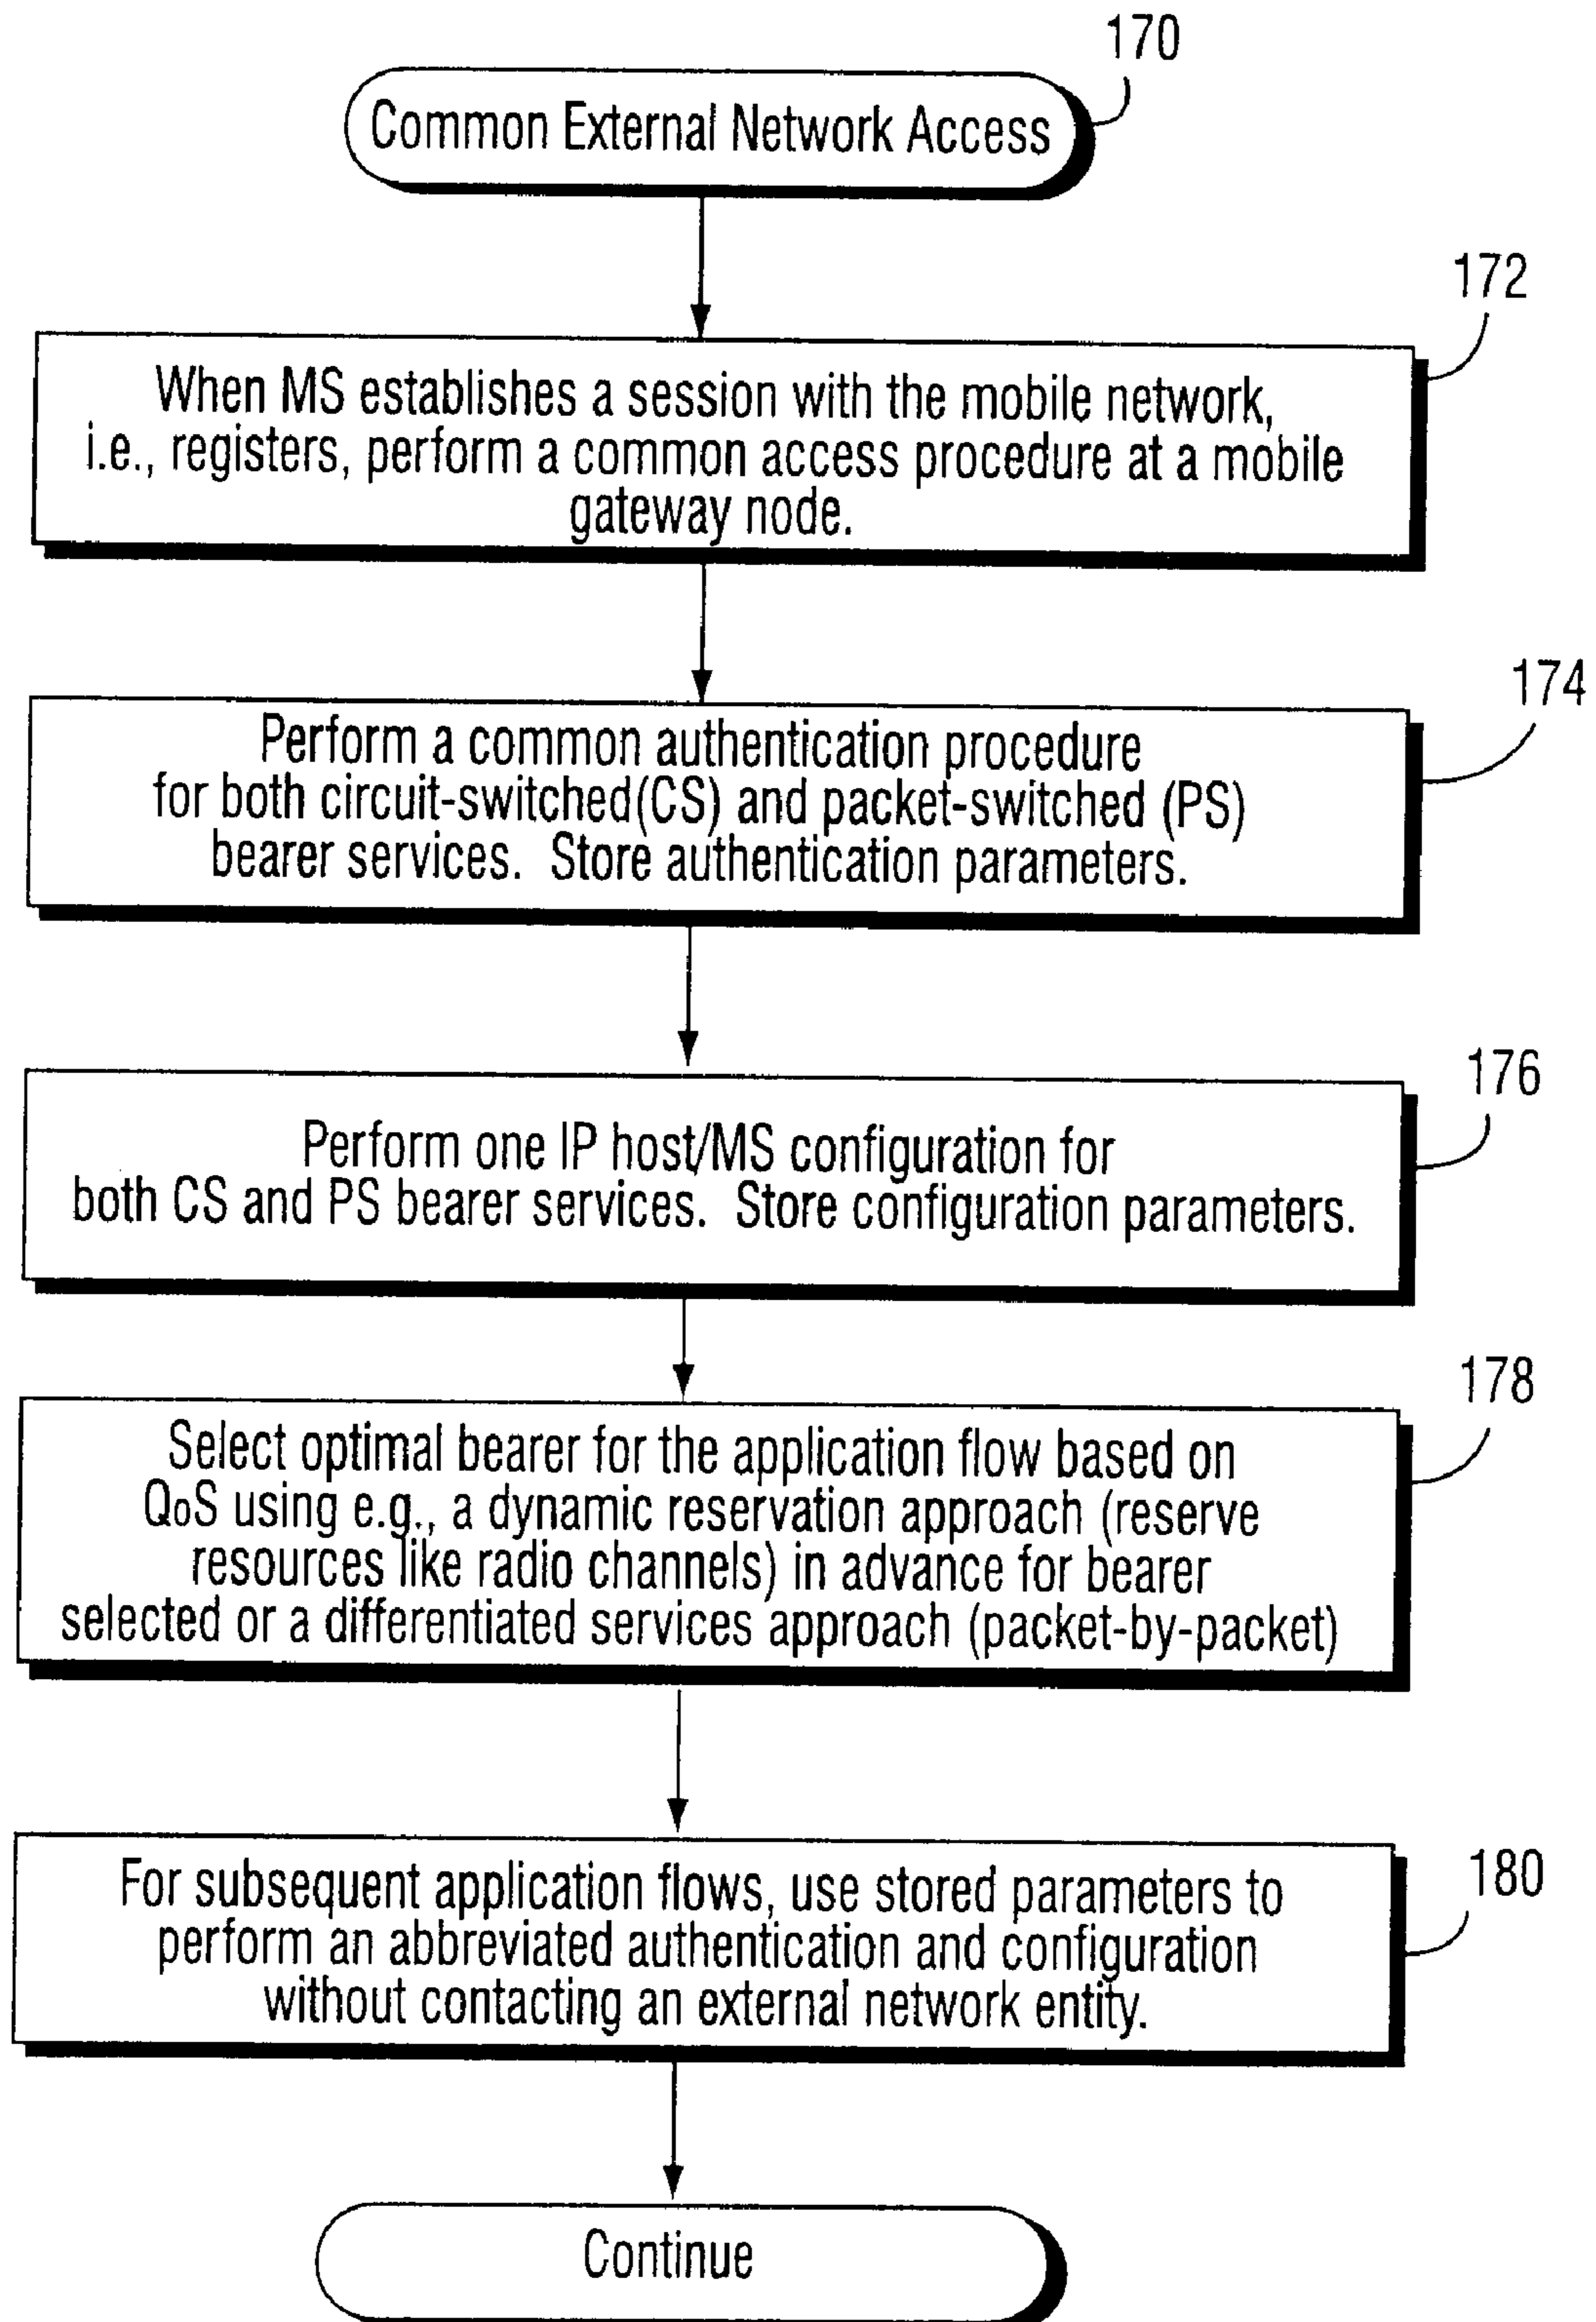 170
Common External Network Access
172
When MS establishes a session with the mobile network,
i.e., registers, perform a common access procedure at a mobile
gateway node.
174
Perform a common authentication procedure
for both circuit-switched(CS) and packet-switched (PS)
bearer services. Store authentication parameters.
176
Perform one IP host/MS configuration for
both CS and PS bearer services. Store configuration parameters.
178
Select optimal bearer for the application flow based on
QoS using e.g., a dynamic reservation approach (reserve
resources like radio channels) in advance for bearer
selected or a differentiated services approach (packet-by-packet)
180
For subsequent application flows, use stored parameters to
perform an abbreviated authentication and configuration
without contacting an external network entity.
Continue